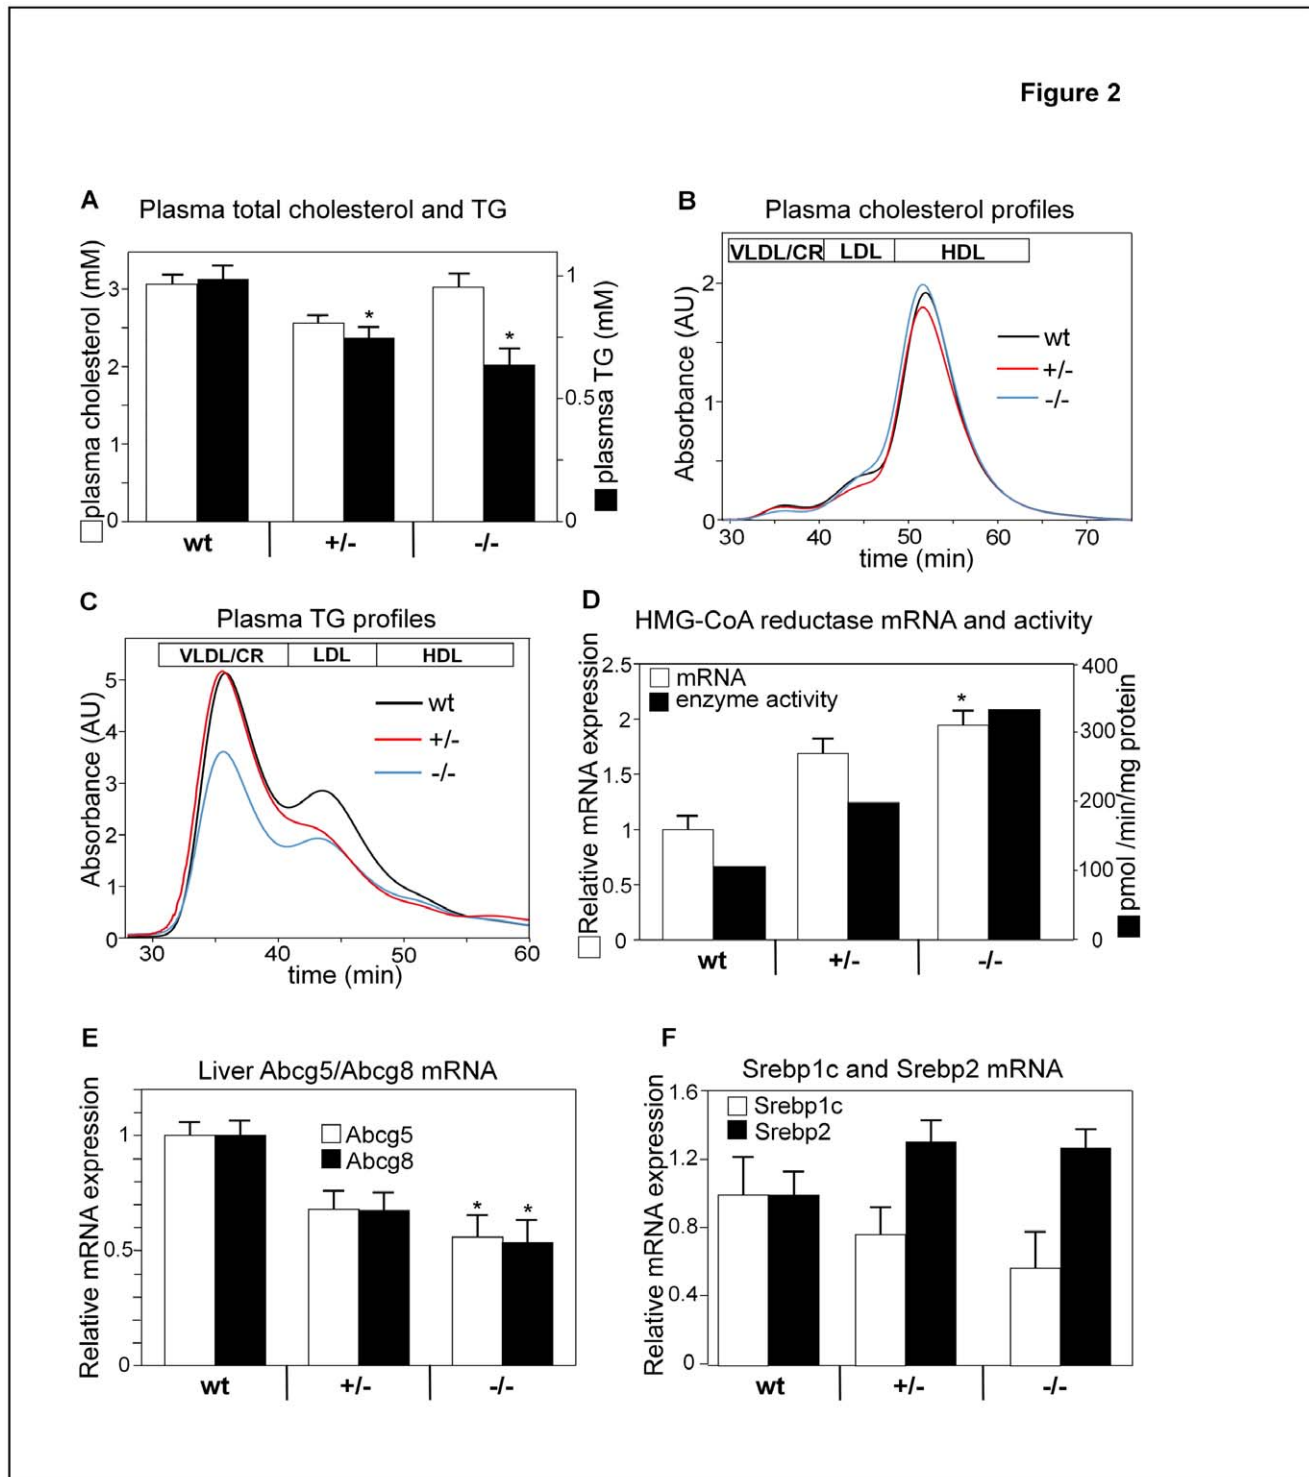 Figure 2
A
Plasma total cholesterol and TG
plasma cholesterol (mM)
3
2
1
0
1
0.5
0
plasmsa TG (mM)
*
*
wt
+/-
-/-
B
Plasma cholesterol profiles
VLDL/CR
LDL
HDL
Absorbance (AU)
2
1
0
wt
+/-
-/-
30
40
50
60
70
time (min)
C
Plasma TG profiles
VLDL/CR
LDL
HDL
Absorbance (AU)
5
4
3
2
1
0
wt
+/-
-/-
30
40
50
60
time (min)
D
HMG-CoA reductase mRNA and activity
Relative mRNA expression
2.5
2
1.5
1
0.5
0
mRNA
enzyme activity
*
400
300
200
100
0
pmol /min/mg protein
wt
+/-
-/-
E
Liver Abcg5/Abcg8 mRNA
Relative mRNA expression
1
0.5
0
Abcg5
Abcg8
*
*
wt
+/-
-/-
F
Srebp1c and Srebp2 mRNA
Relative mRNA expression
1.6
1.2
0.8
0.4
0
Srebp1c
Srebp2
wt
+/-
-/-